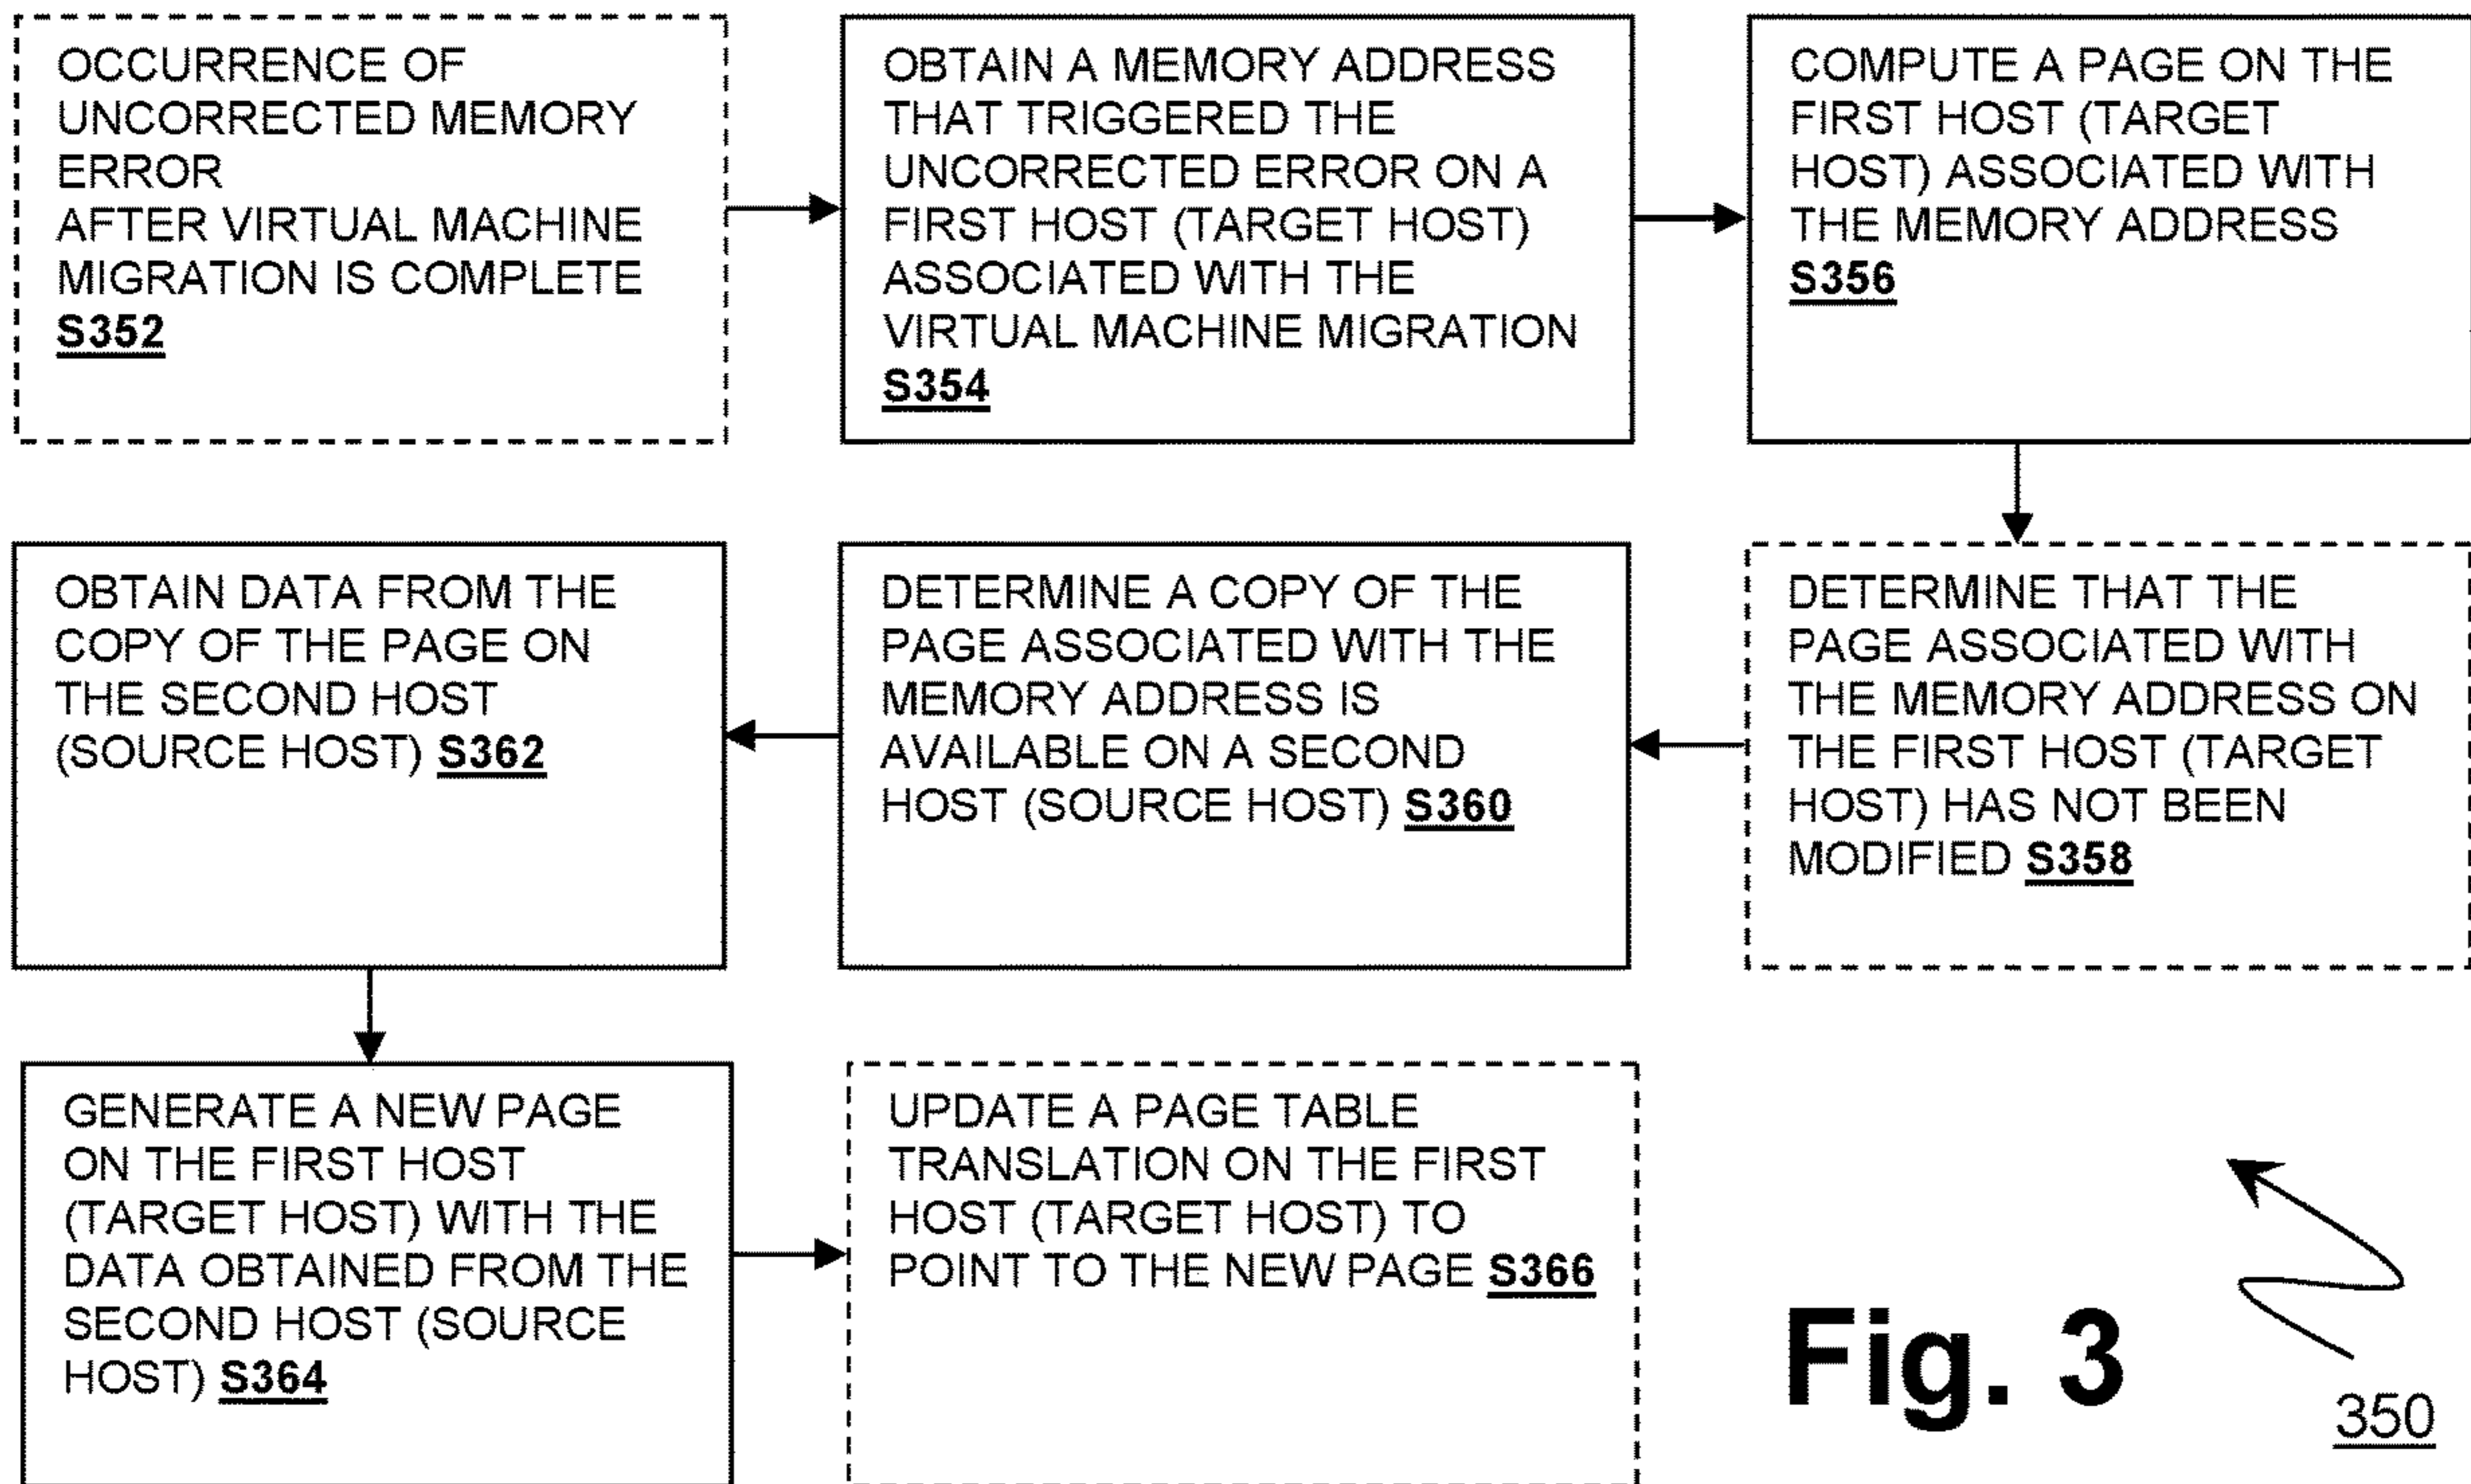 OCCURRENCE OF
UNCORRECTED MEMORY
ERROR
AFTER VIRTUAL MACHINE
MIGRATION IS COMPLETE
S352
OBTAIN A MEMORY ADDRESS
THAT TRIGGERED THE
UNCORRECTED ERROR ON A
FIRST HOST (TARGET HOST)
ASSOCIATED WITH THE
VIRTUAL MACHINE MIGRATION
S354
COMPUTE A PAGE ON THE
FIRST HOST (TARGET
HOST) ASSOCIATED WITH
THE MEMORY ADDRESS
S356
DETERMINE THAT THE
PAGE ASSOCIATED WITH
THE MEMORY ADDRESS ON
THE FIRST HOST (TARGET
HOST) HAS NOT BEEN
MODIFIED S358
DETERMINE A COPY OF THE
PAGE ASSOCIATED WITH THE
MEMORY ADDRESS IS
AVAILABLE ON A SECOND
HOST (SOURCE HOST) S360
OBTAIN DATA FROM THE
COPY OF THE PAGE ON
THE SECOND HOST
(SOURCE HOST) S362
GENERATE A NEW PAGE
ON THE FIRST HOST
(TARGET HOST) WITH THE
DATA OBTAINED FROM THE
SECOND HOST (SOURCE
HOST) S364
UPDATE A PAGE TABLE
TRANSLATION ON THE FIRST
HOST (TARGET HOST) TO
POINT TO THE NEW PAGE S366
Fig. 3
350